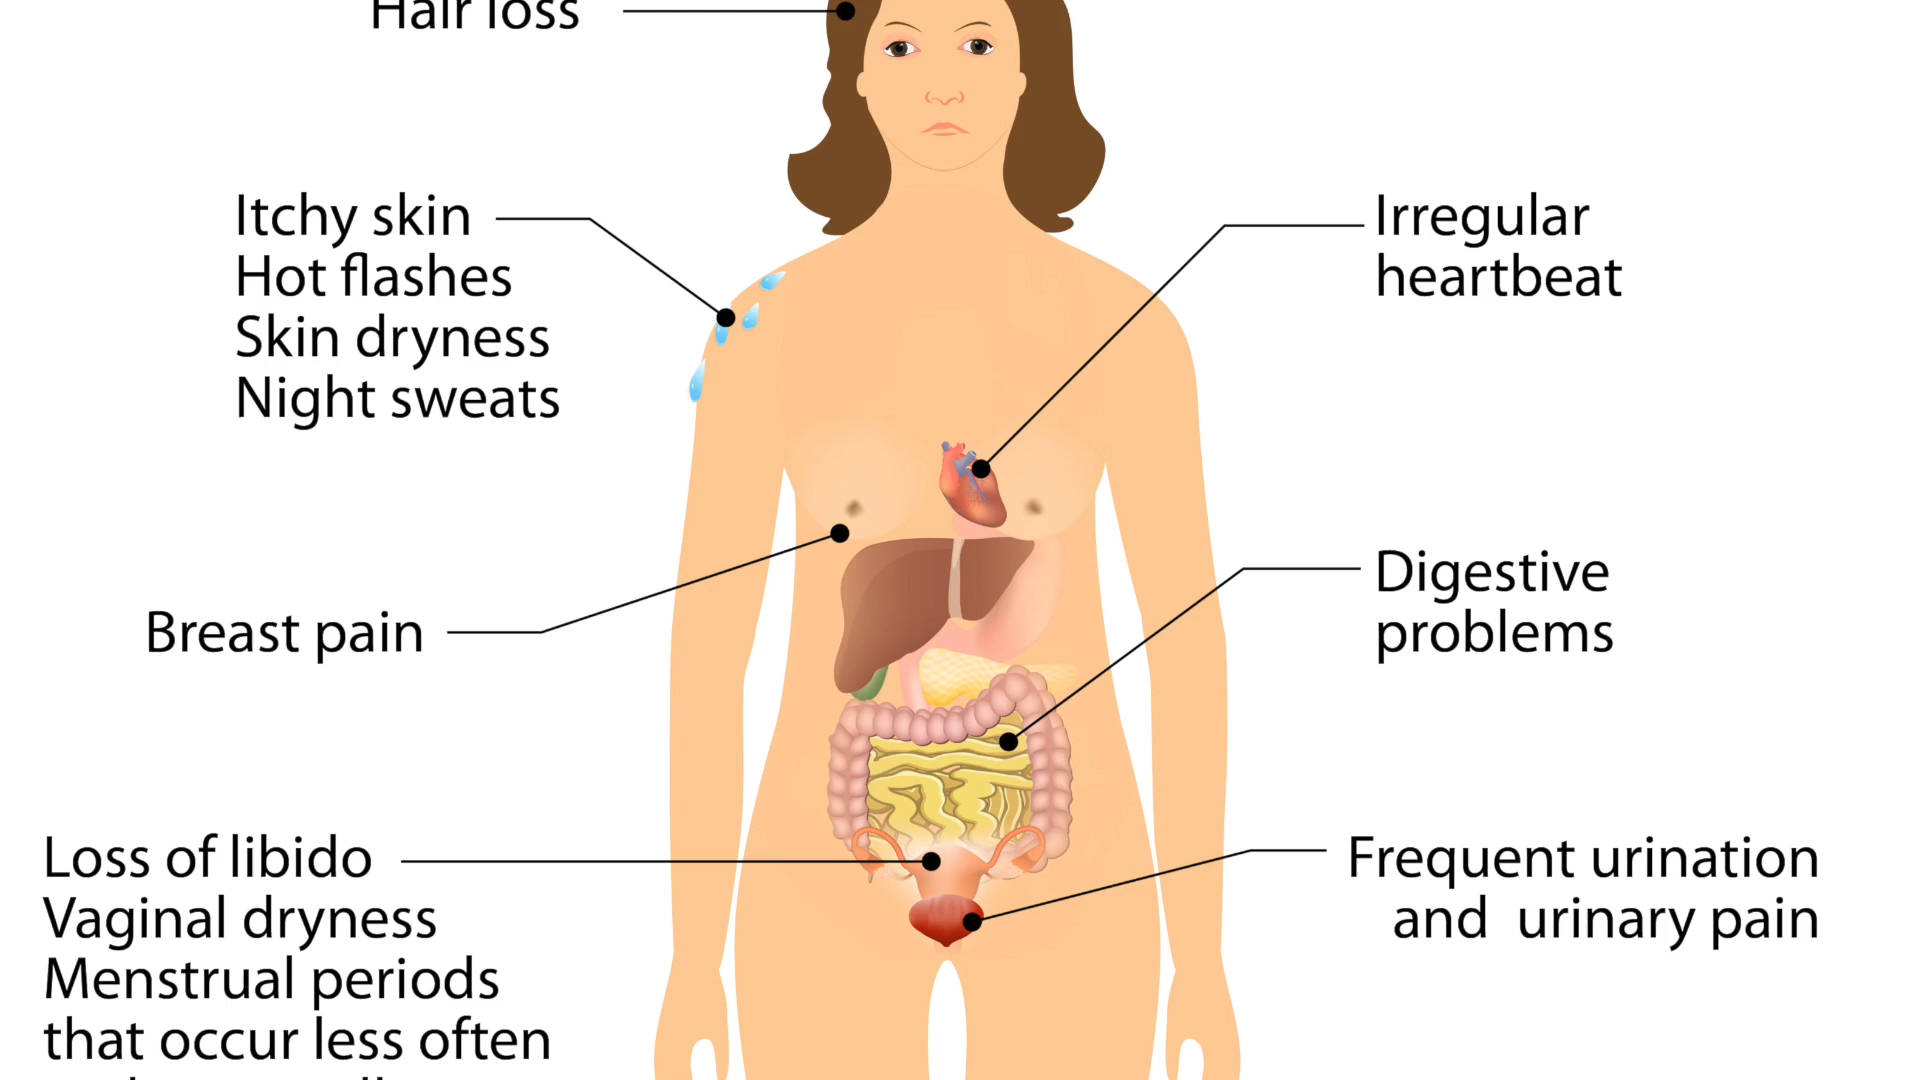 Hair loss
Itchy skin
Hot flashes
Skin dryness
Night sweats
Irregular
heartbeat
Breast pain
Digestive
problems
Loss of libido
Vaginal dryness
Menstrual periods
that occur less often
Frequent urination
and urinary pain